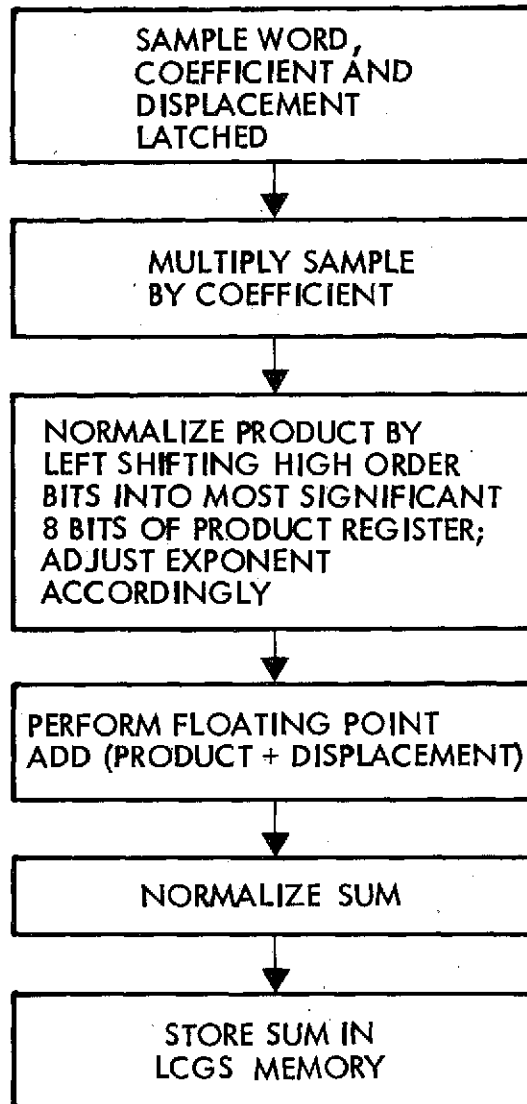 SAMPLE WORD,
COEFFICIENT AND
DISPLACEMENT
LATCHED
MULTIPLY SAMPLE
BY COEFFICIENT
NORMALIZE PRODUCT BY
LEFT SHIFTING HIGH ORDER
BITS INTO MOST SIGNIFICANT
8 BITS OF PRODUCT REGISTER;
ADJUST EXPONENT
ACCORDINGLY
PERFORM FLOATING POINT
ADD (PRODUCT + DISPLACEMENT)
NORMALIZE SUM
STORE SUM IN
LCGS MEMORY